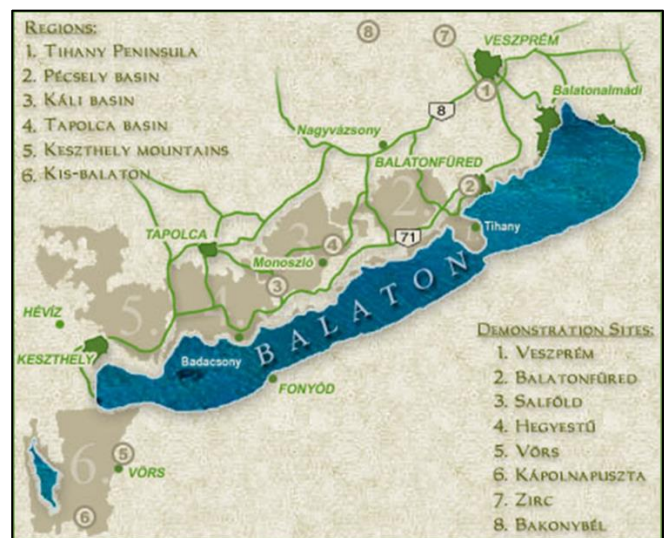 REGIONS:
1. TIHANY PENINSULA
2. PÉCSELY BASIN
3. KÁLI BASIN
4. TAPOLCA BASIN
5. KESZTHELY MOUNTAINS
6. KIS-BALATON
8
7
VESZPRÉM
1
Balatonalmádi
8
Nagyvázsony
BALATONFÜRED
2
2.
Tihany
TAPOLCA
3.
4
Monoszló
71
3
HÉVÍZ
5.
4.
KESZTHELY
Badacsony
BALATON
FONYÓD
6.
5
VÖRS
6
DEMONSTRATION SITES:
1. VESZPRÉM
2. BALATONFÜRED
3. SALFÖLD
4. HEGYESTŰ
5. VÖRS
6. KÁPOLNAPUSZTA
7. ZIRC
8. BAKONYBÉL